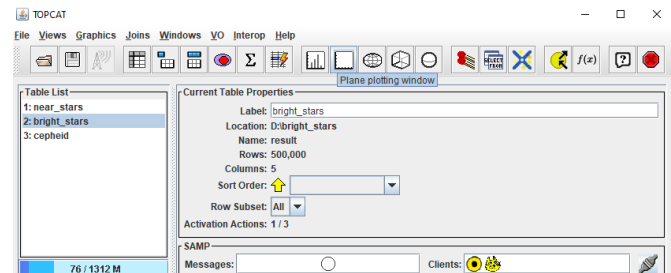 TOPCAT
File Views Graphics Joins Windows VO Interop Help
Σ SELECT FROM f(x) ?
Plane plotting window
Table List
1: near_stars
2: bright_stars
3: cepheid
76 / 1312 M
Current Table Properties
Label: bright_stars
Location: D:\bright_stars
Name: result
Rows: 500,000
Columns: 5
Sort Order:
Row Subset: All
Activation Actions: 1 / 3
SAMP
Messages: Clients: